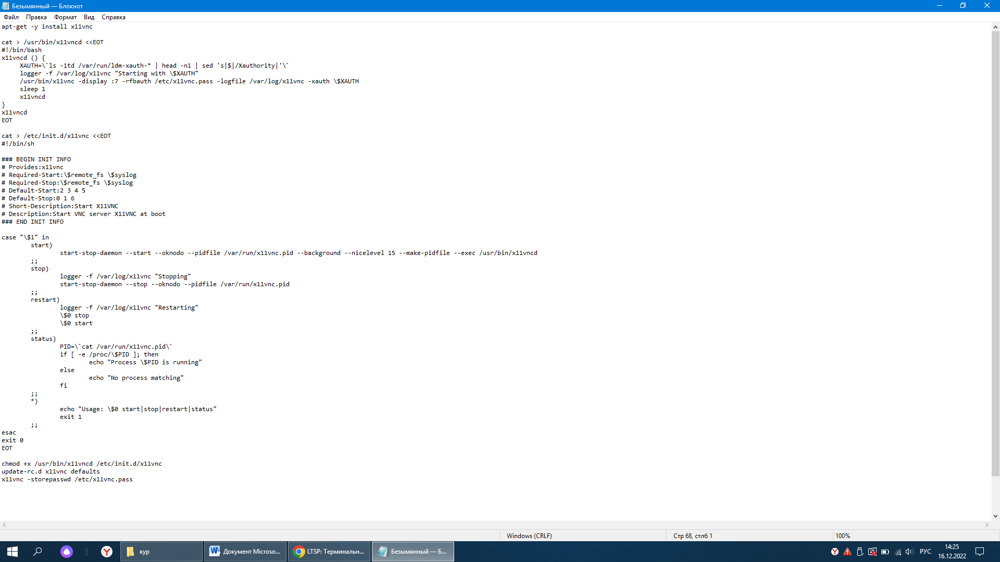 Безымянный — Блокнот
Файл Правка Формат Вид Справка
apt-get -y install x11vnc

cat > /usr/bin/x11vncd <<EOT
#!/bin/bash
x11vncd () {
     XAUTH=\`ls -1td /var/run/ldm-xauth-* | head -n1 | sed 's|$|/Xauthority|'\`
     logger -f /var/log/x11vnc "Starting with \$XAUTH"
     /usr/bin/x11vnc -display :7 -rfbauth /etc/x11vnc.pass -logfile /var/log/x11vnc -xauth \$XAUTH
     sleep 1
     x11vncd
}
x11vncd
EOT

cat > /etc/init.d/x11vnc <<EOT
#!/bin/sh

### BEGIN INIT INFO
# Provides:x11vnc
# Required-Start:\$remote_fs \$syslog
# Required-Stop:\$remote_fs \$syslog
# Default-Start:2 3 4 5
# Default-Stop:0 1 6
# Short-Description:Start X11VNC
# Description:Start VNC server X11VNC at boot
### END INIT INFO

case "\$1" in
        start)
                start-stop-daemon --start --oknodo --pidfile /var/run/x11vnc.pid --background --nicelevel 15 --make-pidfile --exec /usr/bin/x11vncd
        ;;
        stop)
                logger -f /var/log/x11vnc "Stopping"
                start-stop-daemon --stop --oknodo --pidfile /var/run/x11vnc.pid
        ;;
        restart)
                logger -f /var/log/x11vnc "Restarting"
                \$0 stop
                \$0 start
        ;;
        status)
                PID=\`cat /var/run/x11vnc.pid\`
                if [ -e /proc/\$PID ]; then
                        echo "Process \$PID is running"
                else
                        echo "No process matching"
                fi
        ;;
        *)
                echo "Usage: \$0 start|stop|restart|status"
                exit 1
        ;;
esac
exit 0
EOT

chmod +x /usr/bin/x11vncd /etc/init.d/x11vnc
update-rc.d x11vnc defaults
x11vnc -storepasswd /etc/x11vnc.pass
Windows (CRLF) Стр 68, стлб 1 100%
кур Документ Microso... LTSP: Терминальн... Безымянный — Б... РУС 14:25
16.12.2022